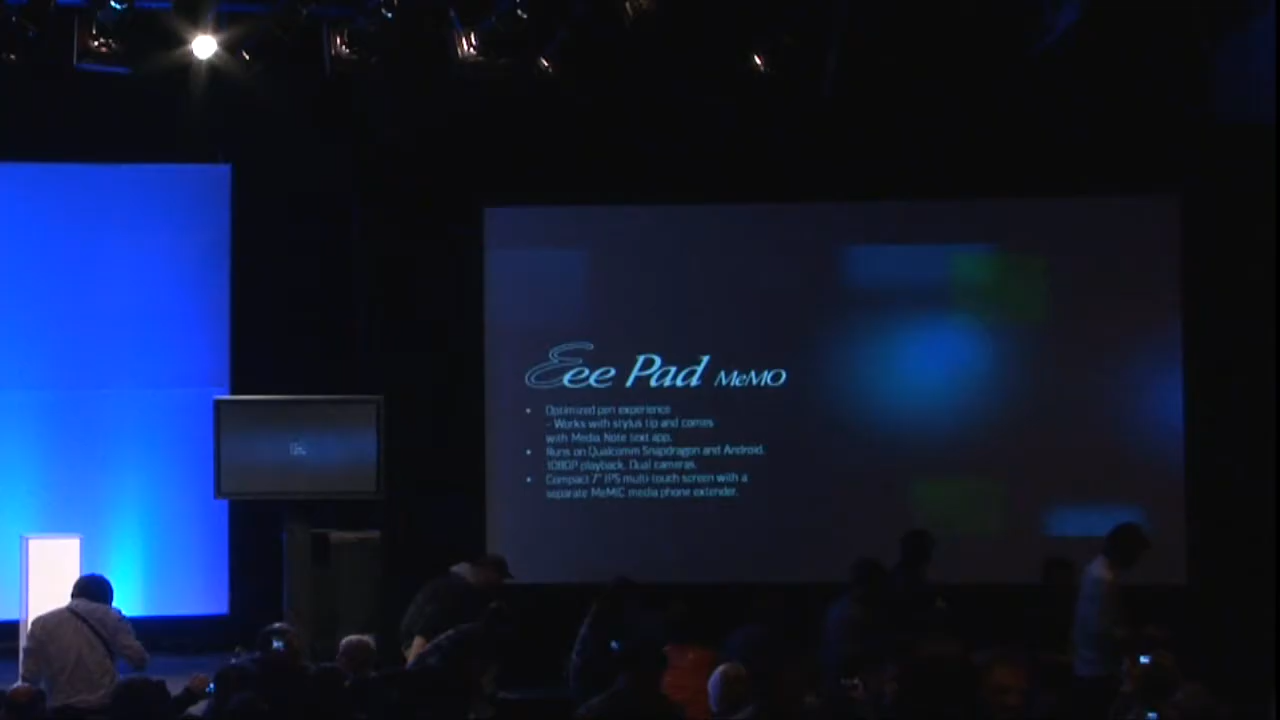 Eee Pad MeMO
• Optimized pen experience
– Works with stylus tip and comes
with Media Note text app.
• Runs on Qualcomm Snapdragon and Android.
1080P playback. Dual cameras.
• Compact 7" IPS multi-touch screen with a
separate MeMIC media phone extender.